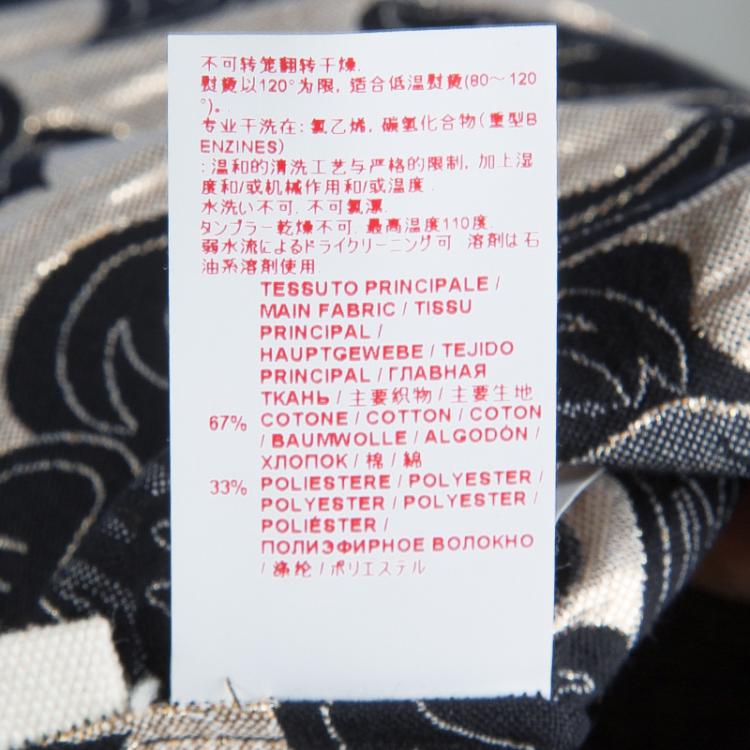 不可转笼翻转干燥.
熨烫以120°为限, 适合低温熨烫(80～120
°)。.
专业干洗在: 氯乙烯, 碳氢化合物(重型B
ENZINES)
:温和的清洗工艺与严格的限制, 加上湿
度和/或机械作用和/或温度.
水洗い不可. 不可氯漂.
タンブラー乾燥不可. 最高温度110度.
弱水流によるドライクリーニング可 溶剤は石
油系溶剤使用.
TESSUTO PRINCIPALE /
MAIN FABRIC / TISSU
PRINCIPAL /
HAUPTGEWEBE / TEJIDO
PRINCIPAL / ГЛАВНАЯ
ТКАНЬ / 主要织物 / 主要生地
67% COTONE / COTTON / COTON
/ BAUMWOLLE / ALGODÓN /
ХЛОПОК / 棉 / 綿
33% POLIESTERE / POLYESTER /
POLYESTER / POLYESTER /
POLIÉSTER /
ПОЛИЭФИРНОЕ ВОЛОКНО
/ 涤纶 / ポリエステル